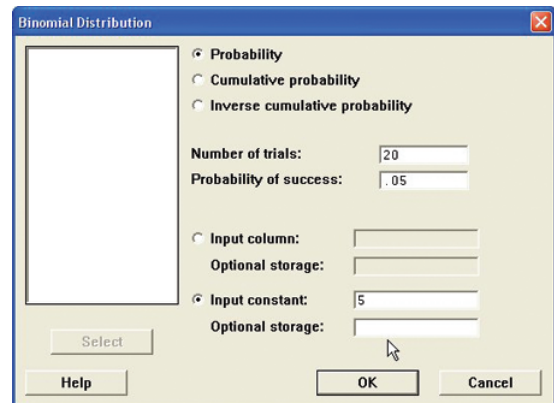 Binomial Distribution
Probability
Cumulative probability
Inverse cumulative probability
Number of trials: 20
Probability of success: .05
Input column:
Optional storage:
Input constant: 5
Optional storage:
Select
Help OK Cancel